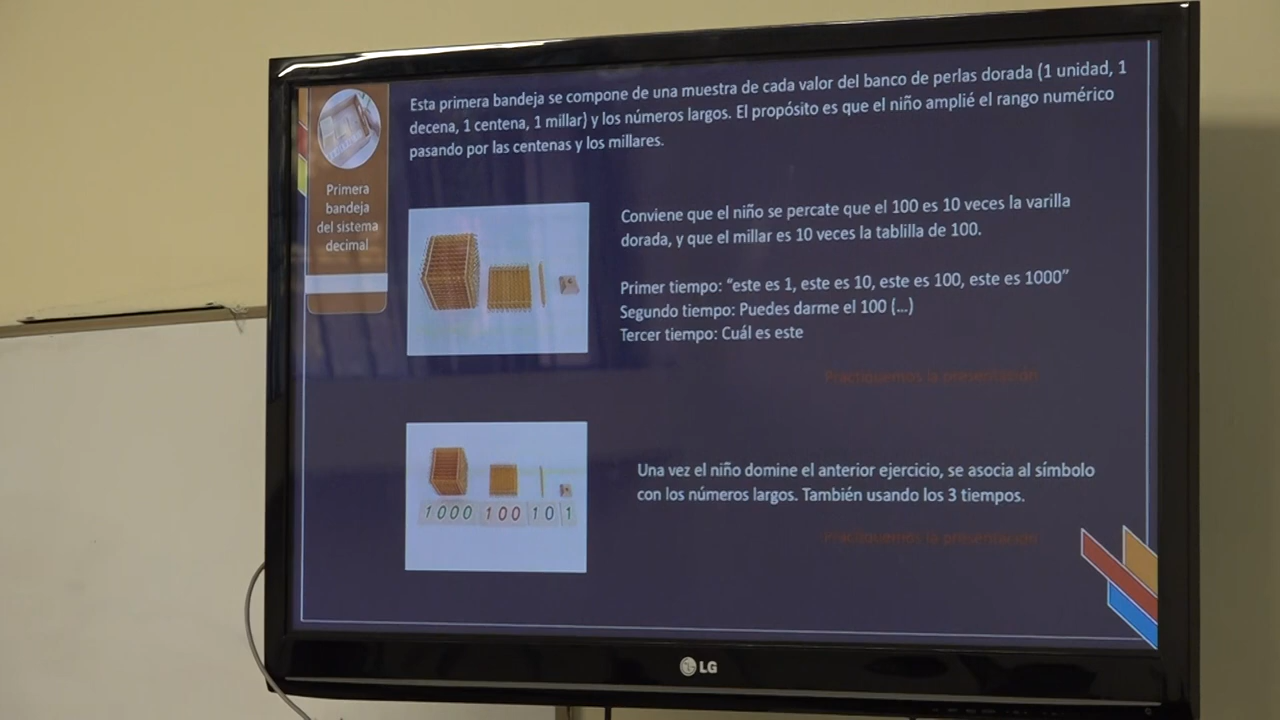 Esta primera bandeja se compone de una muestra de cada valor del banco de perlas dorada (1 unidad, 1
decena, 1 centena, 1 millar) y los números largos. El propósito es que el niño amplié el rango numérico
pasando por las centenas y los millares.
Primera
bandeja
del sistema
decimal
Conviene que el niño se percate que el 100 es 10 veces la varilla
dorada, y que el millar es 10 veces la tablilla de 100.
Primer tiempo: “este es 1, este es 10, este es 100, este es 1000”
Segundo tiempo: Puedes darme el 100 (...)
Tercer tiempo: Cuál es este
Practiquemos la presentación
Una vez el niño domine el anterior ejercicio, se asocia al símbolo
con los números largos. También usando los 3 tiempos.
1000 100 10 1
Practiquemos la presentación
LG